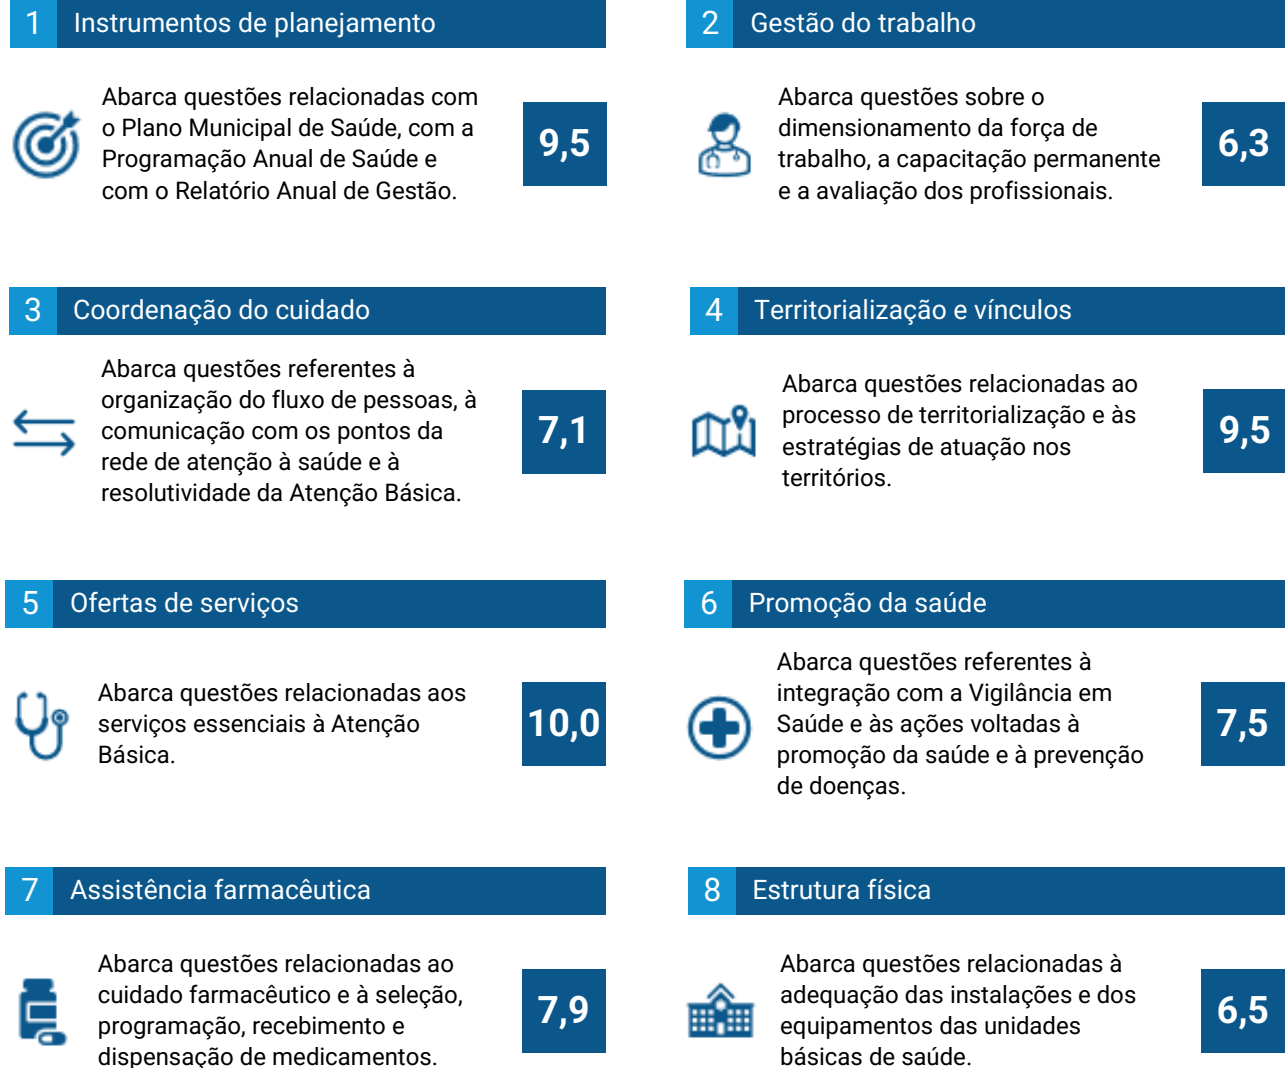 1 Instrumentos de planejamento
Abarca questões relacionadas com
o Plano Municipal de Saúde, com a
Programação Anual de Saúde e
com o Relatório Anual de Gestão.
9,5
2 Gestão do trabalho
Abarca questões sobre o
dimensionamento da força de
trabalho, a capacitação permanente
e a avaliação dos profissionais.
6,3
3 Coordenação do cuidado
Abarca questões referentes à
organização do fluxo de pessoas, à
comunicação com os pontos da
rede de atenção à saúde e à
resolutividade da Atenção Básica.
7,1
4 Territorialização e vínculos
Abarca questões relacionadas ao
processo de territorialização e às
estratégias de atuação nos
territórios.
9,5
5 Ofertas de serviços
Abarca questões relacionadas aos
serviços essenciais à Atenção
Básica.
10,0
6 Promoção da saúde
Abarca questões referentes à
integração com a Vigilância em
Saúde e às ações voltadas à
promoção da saúde e à prevenção
de doenças.
7,5
7 Assistência farmacêutica
Abarca questões relacionadas ao
cuidado farmacêutico e à seleção,
programação, recebimento e
dispensação de medicamentos.
7,9
8 Estrutura física
Abarca questões relacionadas à
adequação das instalações e dos
equipamentos das unidades
básicas de saúde.
6,5